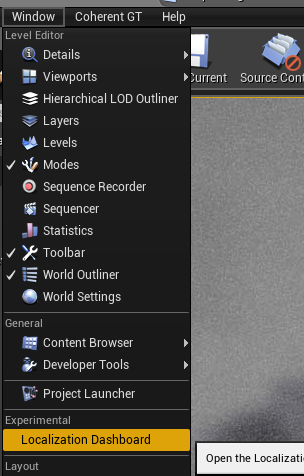 Window Coherent GT Help
Level Editor
Details
Viewports
Current
Source Cont
Hierarchical LOD Outliner
Layers
Levels
Modes
Sequence Recorder
Sequencer
Statistics
Toolbar
World Outliner
World Settings
General
Content Browser
Developer Tools
Project Launcher
Experimental
Localization Dashboard
Open the Localizati
Layout